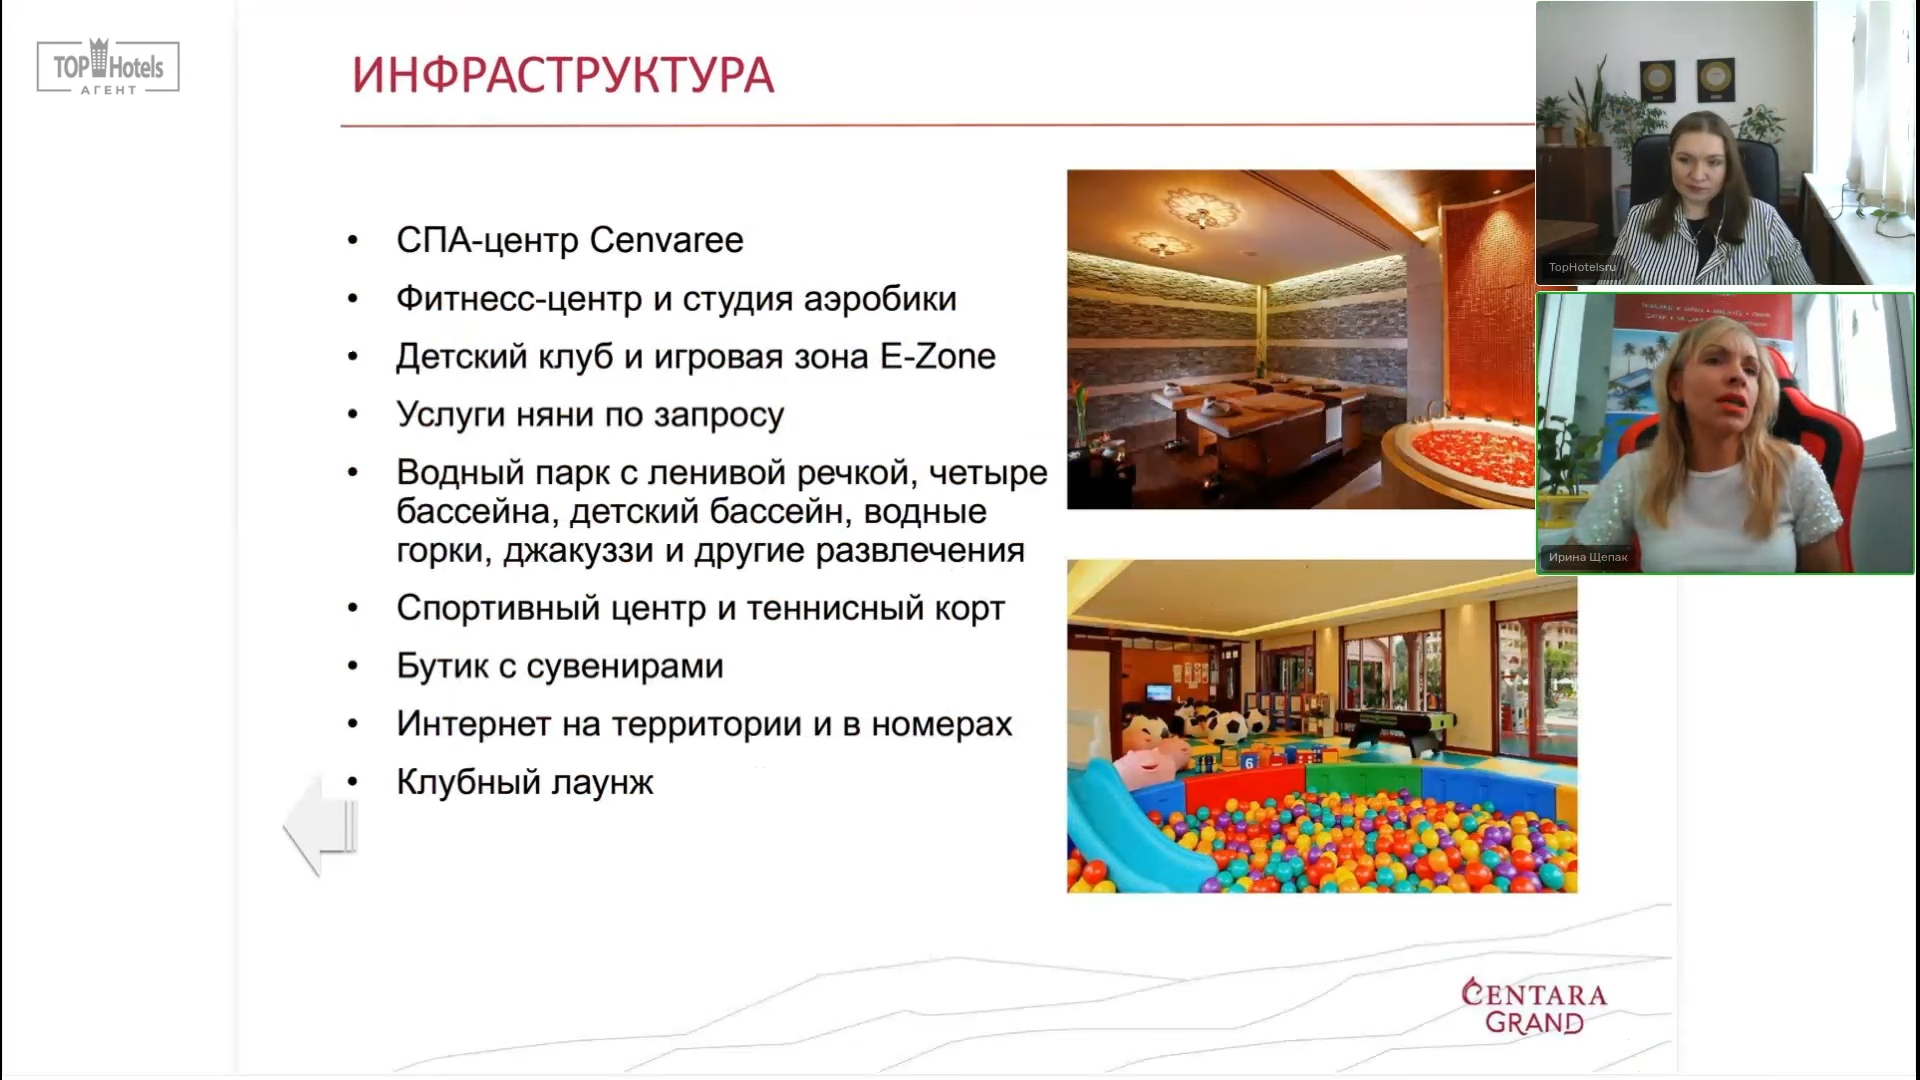 TOP Hotels
АГЕНТ
ИНФРАСТРУКТУРА
• СПА-центр Cenvaree
• Фитнесс-центр и студия аэробики
• Детский клуб и игровая зона E-Zone
• Услуги няни по запросу
• Водный парк с ленивой речкой, четыре
бассейна, детский бассейн, водные
горки, джакуззи и другие развлечения
• Спортивный центр и теннисный корт
• Бутик с сувенирами
• Интернет на территории и в номерах
• Клубный лаунж
TopHotelsru
Ирина Щепак
6
CENTARA
GRAND